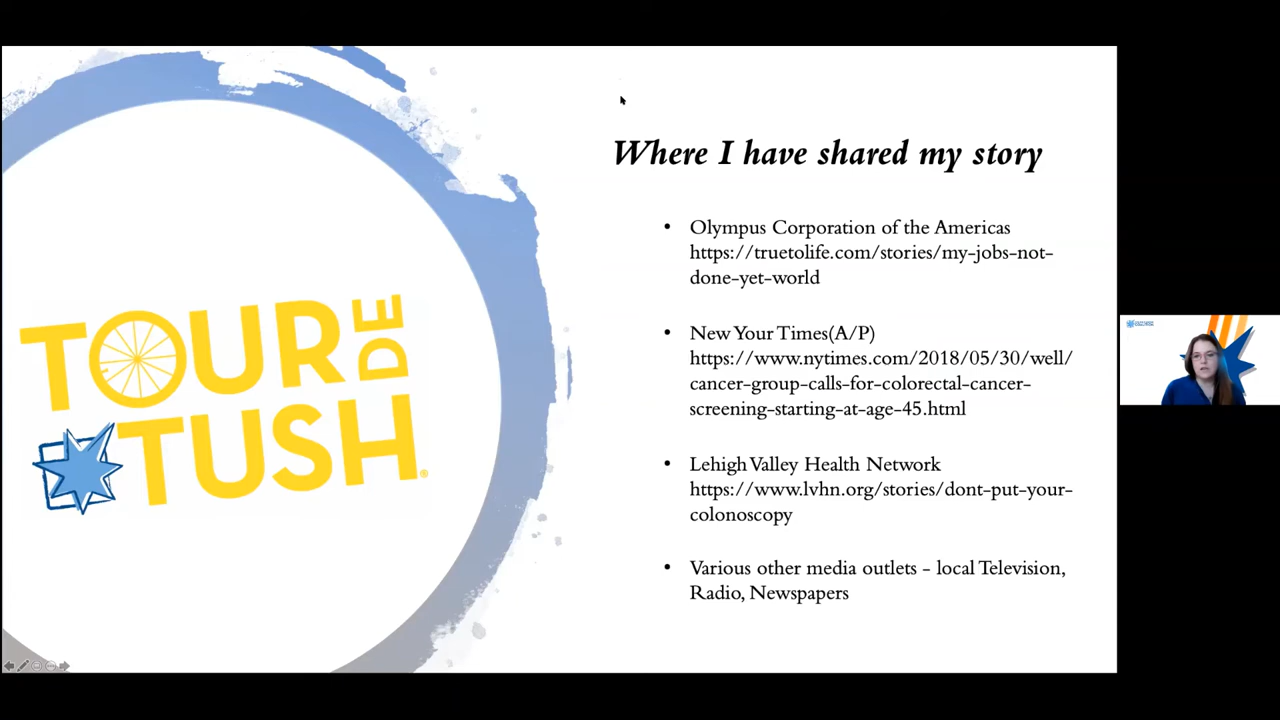 TOUR DE
TUSH®
Where I have shared my story
• Olympus Corporation of the Americas
https://truetolife.com/stories/my-jobs-not-
done-yet-world
• New Your Times(A/P)
https://www.nytimes.com/2018/05/30/well/
cancer-group-calls-for-colorectal-cancer-
screening-starting-at-age-45.html
• Lehigh Valley Health Network
https://www.lvhn.org/stories/dont-put-your-
colonoscopy
• Various other media outlets - local Television,
Radio, Newspapers